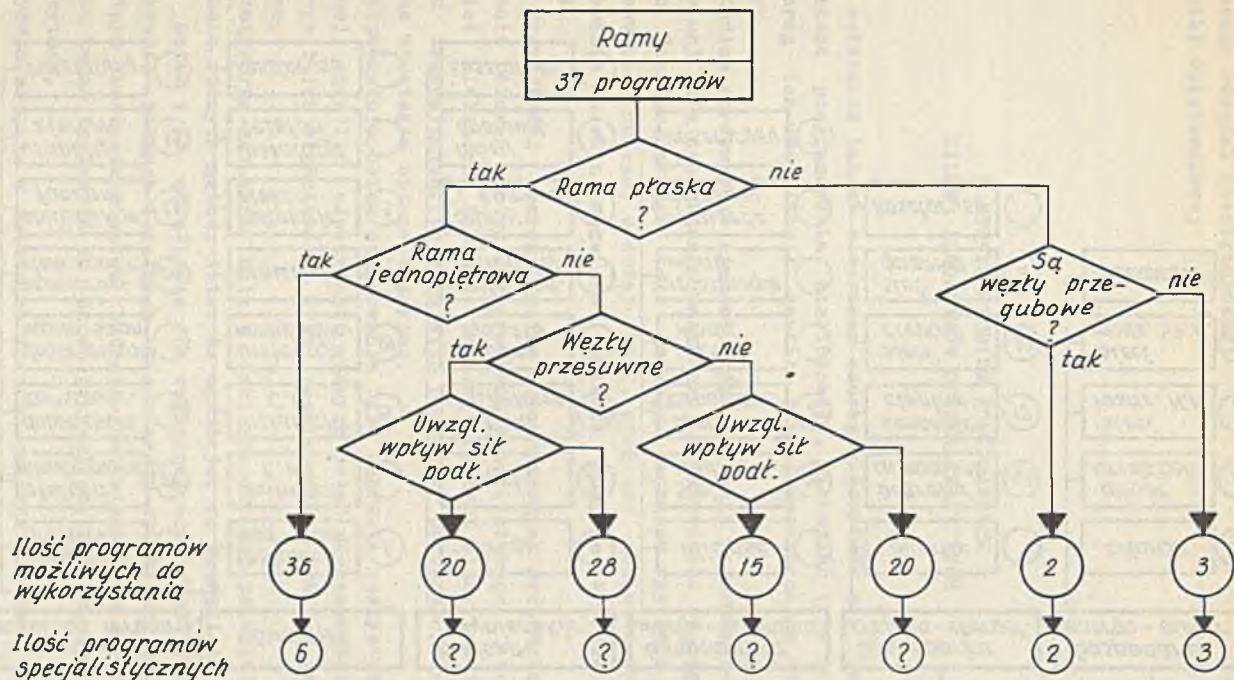 Ramy
37 programów
tak
nie
Rama płaska
?
tak
Rama
jednopiętrowa
?
nie
Są
węzły prze-
gubowe
?
nie
tak
tak
Węzły
przesuwne
?
nie
Uwzgl.
wpływ sił
podł.
Uwzgl.
wpływ sił
podł.
Ilość programów
możliwych do
wykorzystania
36
20
28
15
20
2
3
Ilość programów
specjalistycznych
6
?
?
?
?
2
3